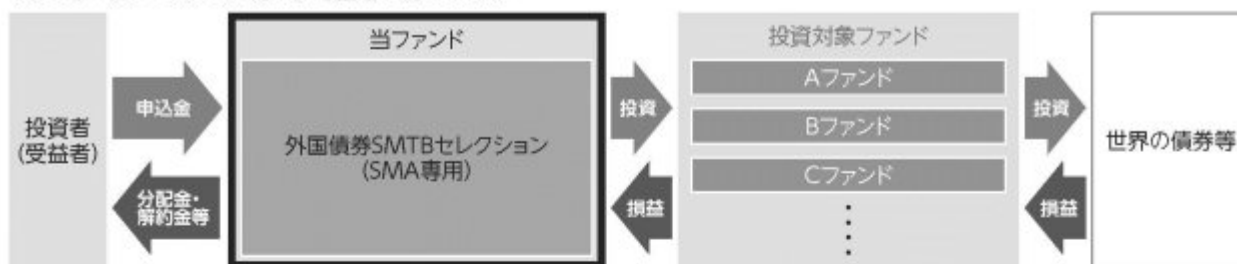 投資者
(受益者)
申込金
分配金・
解約金等
当ファンド
外国債券SMTBセレクション
(SMA専用)
投資
損益
投資対象ファンド
Aファンド
Bファンド
Cファンド
投資
損益
世界の債券等